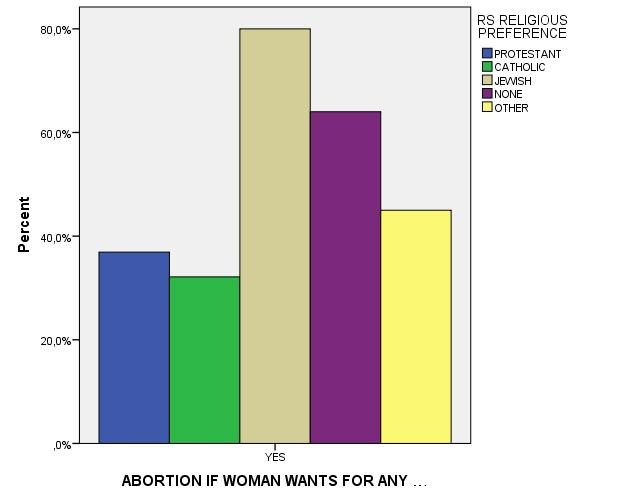 RS RELIGIOUS
PREFERENCE
PROTESTANT
CATHOLIC
JEWISH
NONE
OTHER
Percent
80,0%
60,0%
40,0%
20,0%
,0%
YES
ABORTION IF WOMAN WANTS FOR ANY ...